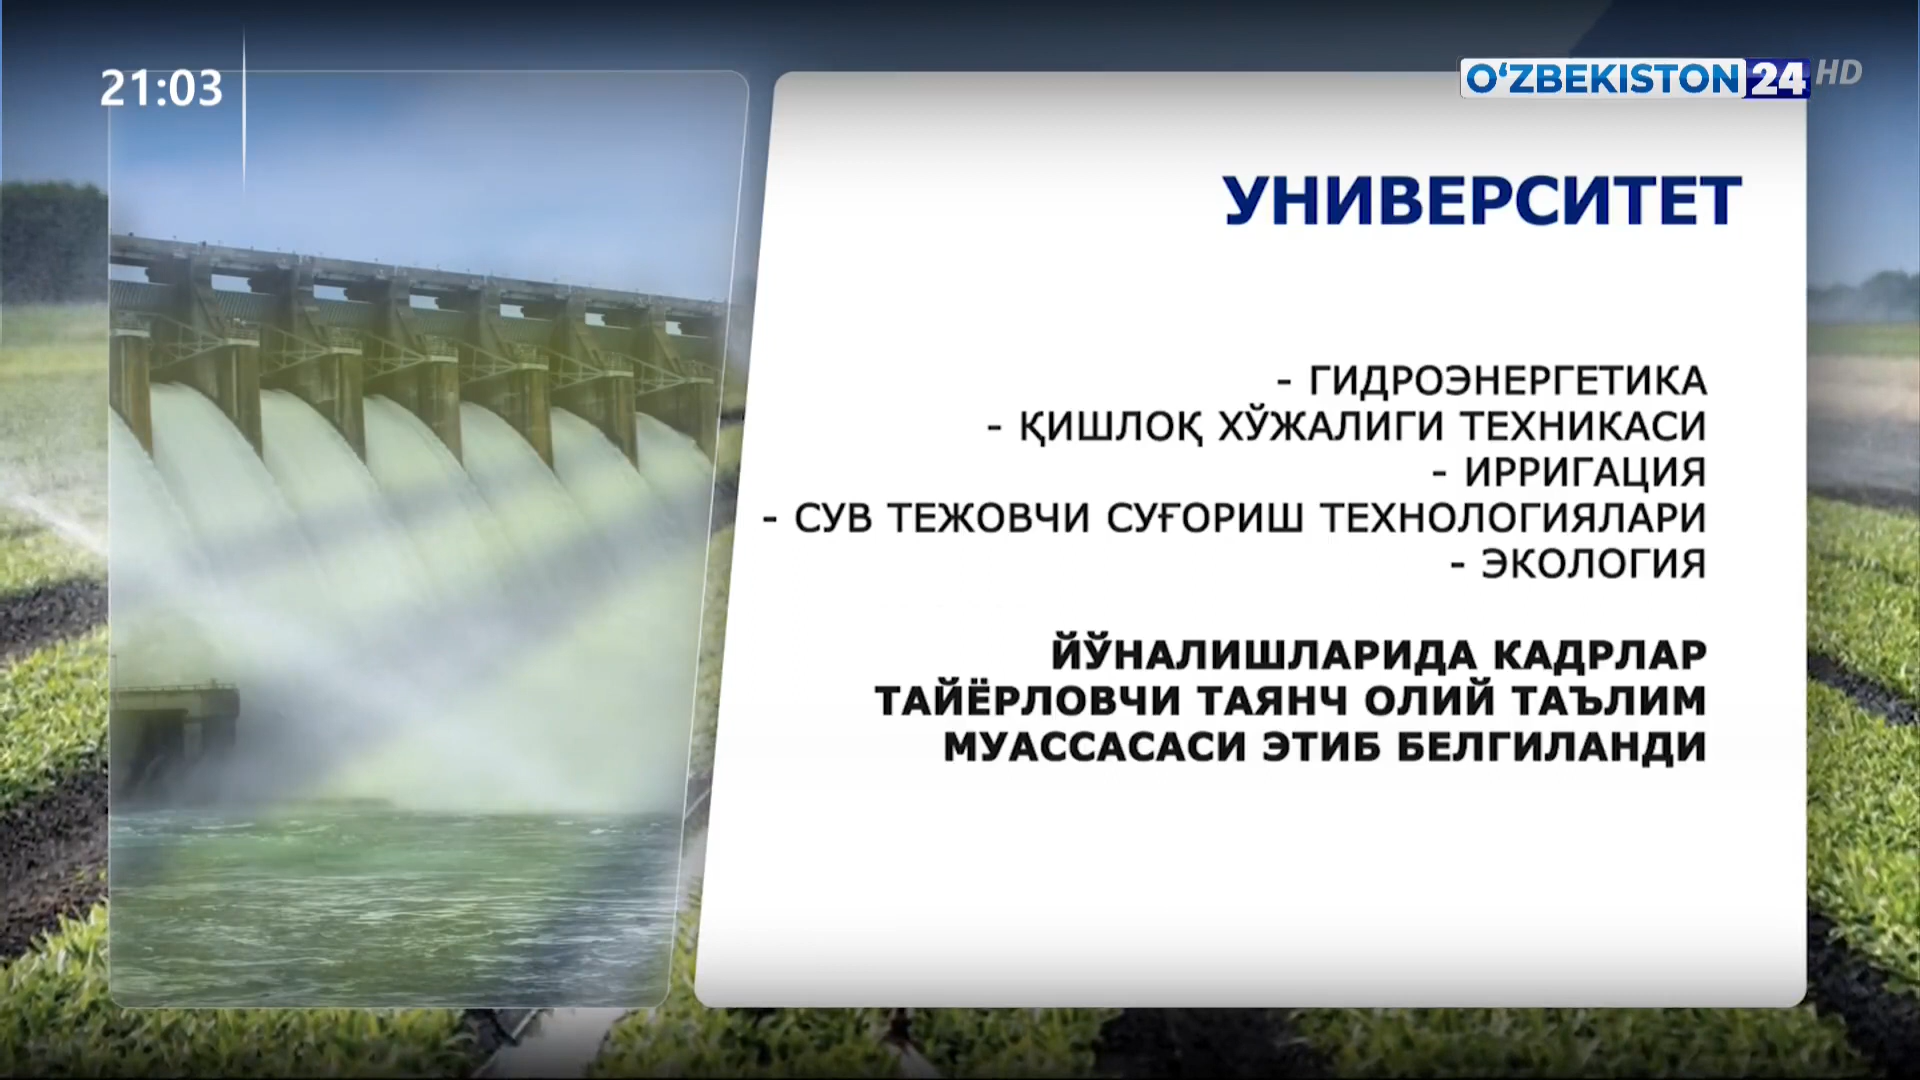 21:03
O‘ZBEKISTON 24 HD
УНИВЕРСИТЕТ
- ГИДРОЭНЕРГЕТИКА
- ҚИШЛОҚ ХЎЖАЛИГИ ТЕХНИКАСИ
- ИРРИГАЦИЯ
- СУВ ТЕЖОВЧИ СУҒОРИШ ТЕХНОЛОГИЯЛАРИ
- ЭКОЛОГИЯ
ЙЎНАЛИШЛАРИДА КАДРЛАР
ТАЙЁРЛОВЧИ ТАЯНЧ ОЛИЙ ТАЪЛИМ
МУАССАСАСИ ЭТИБ БЕЛГИЛАНДИ